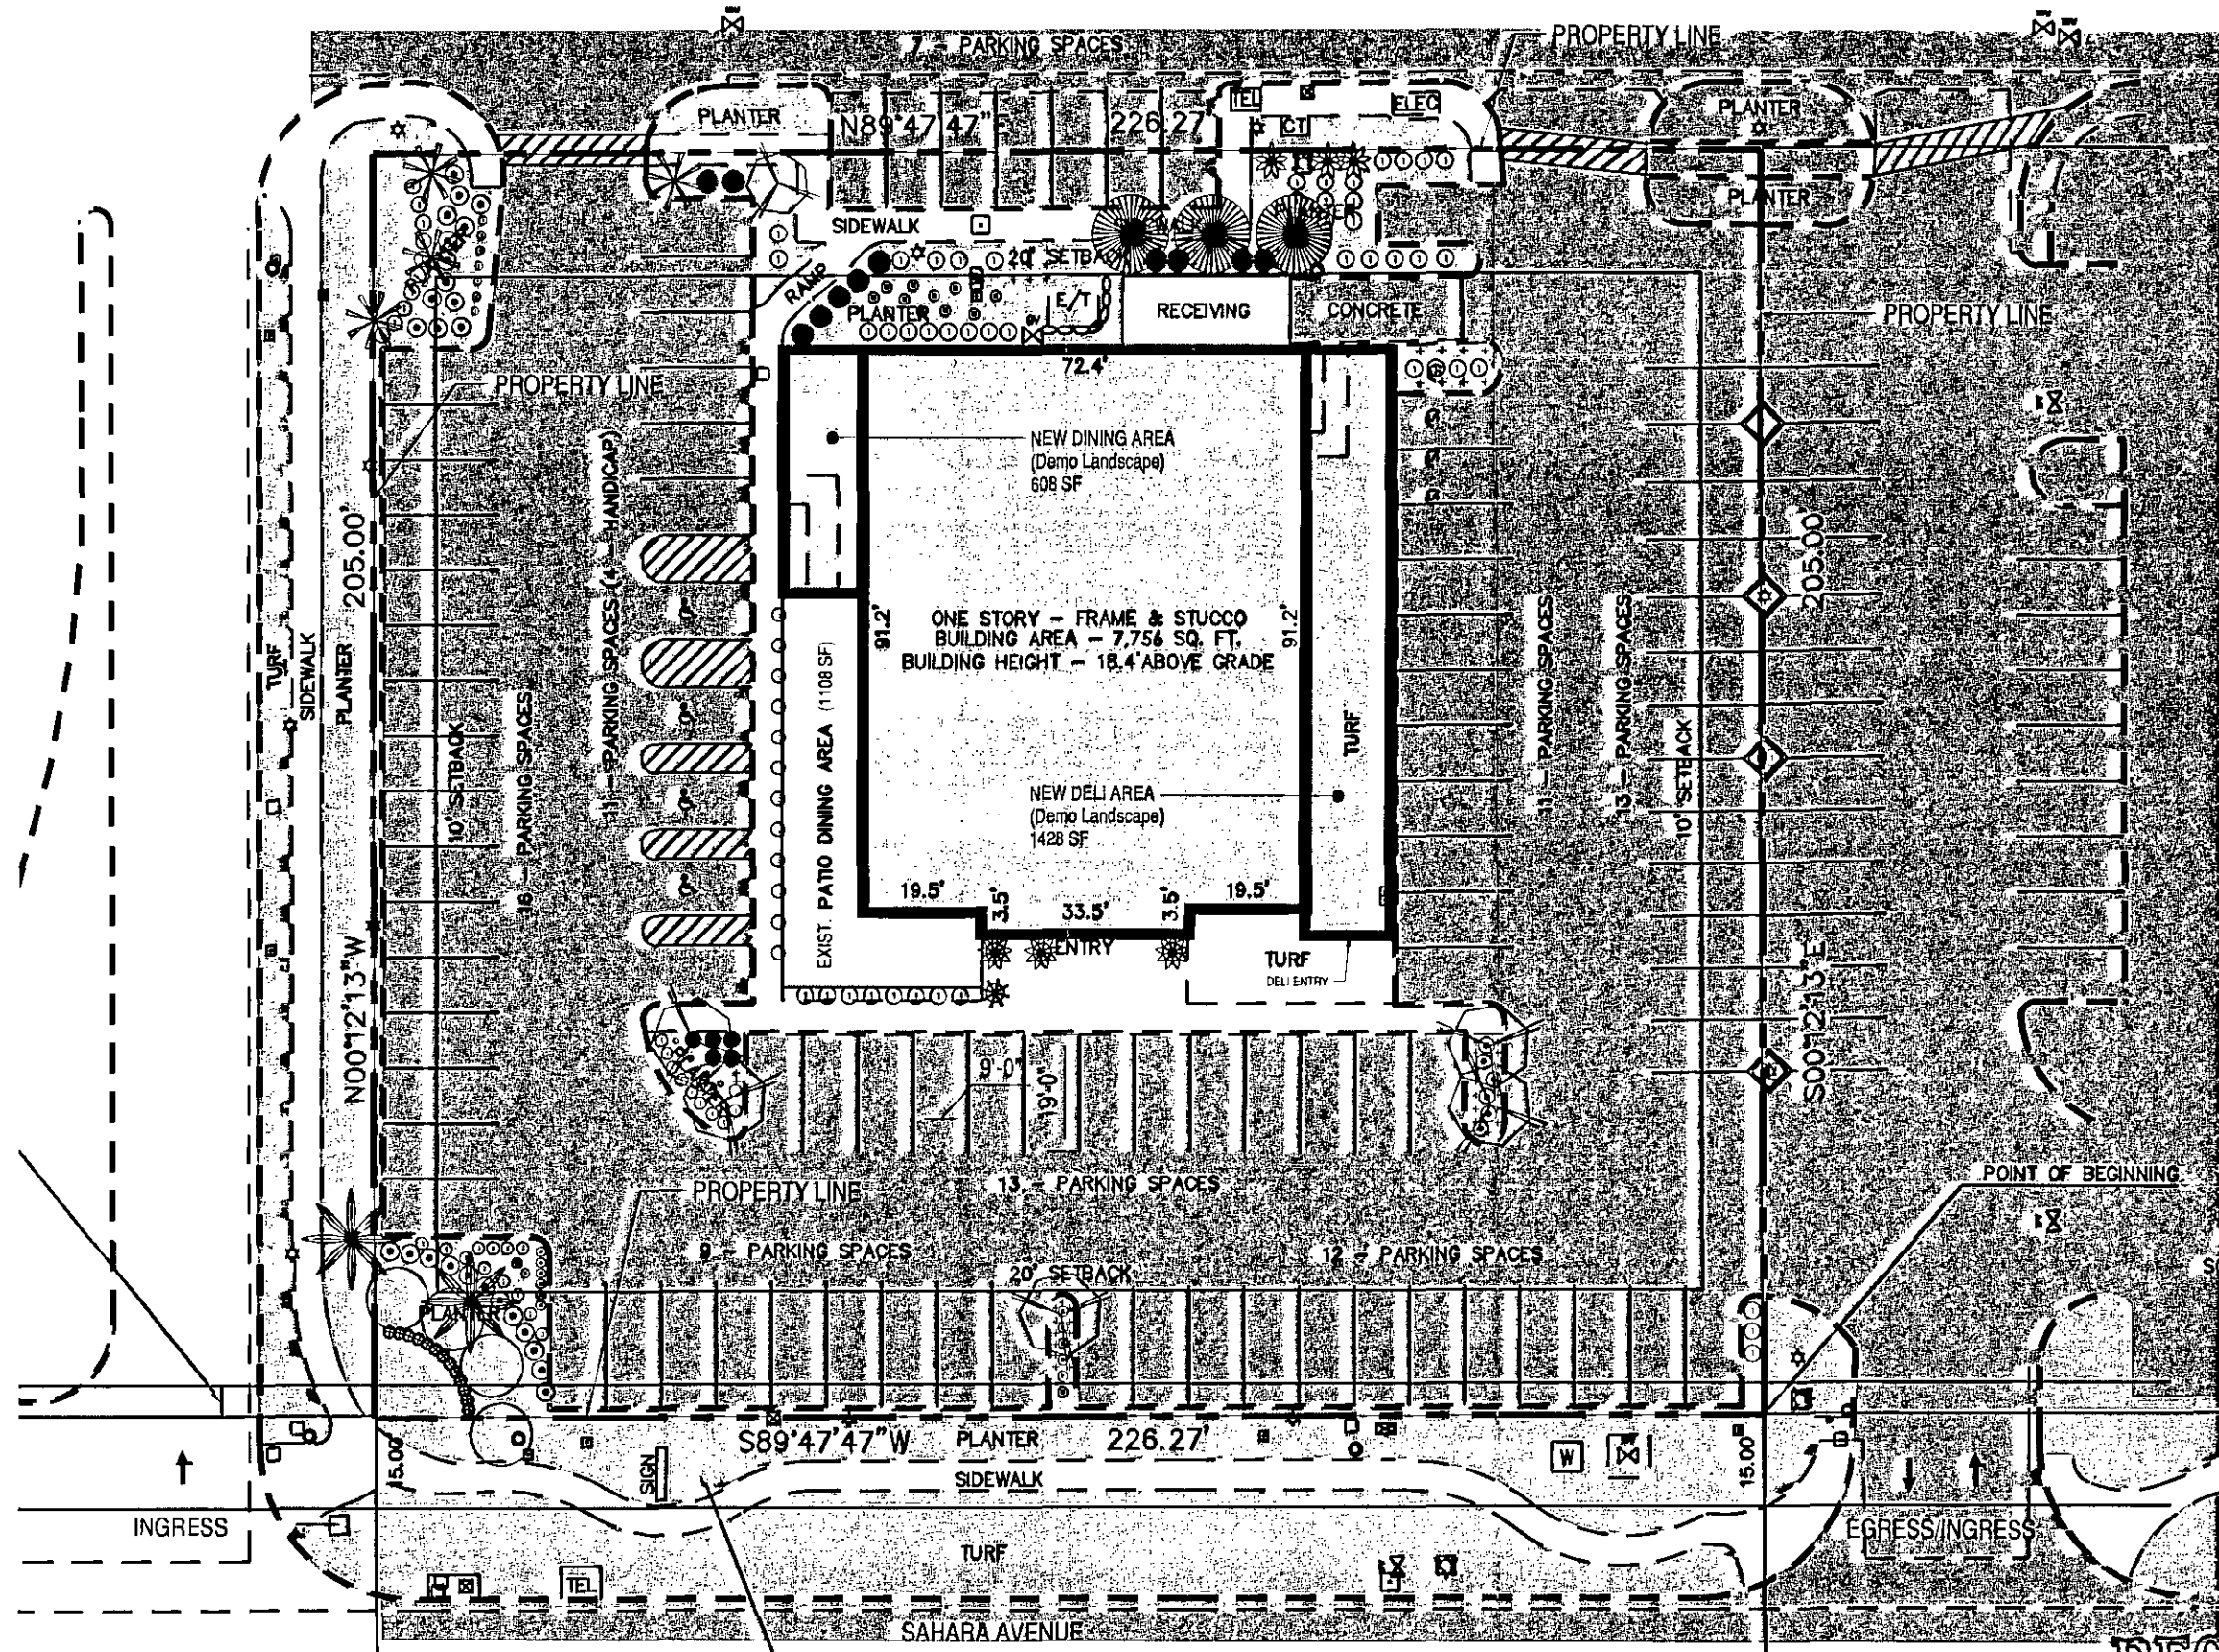 7 - PARKING SPACES
PROPERTY LINE
PLANTER
TEL
ELEC
PLANTER
N89°47'47"
226.27'
CT
PLANTER
SIDEWALK
20' SETBACK
RAMP
PLANTER
E/T
RECEIVING
CONCRETE
PROPERTY LINE
72.4'
PROPERTY LINE
NEW DINING AREA
(Demo Landscape)
608 SF
11 - PARKING SPACES (4 - HANDICAP)
205.00'
205.00'
ONE STORY - FRAME & STUCCO
BUILDING AREA - 7,756 SQ. FT.
BUILDING HEIGHT - 18.4' ABOVE GRADE
91.2'
91.2'
TURF
SIDEWALK
PLANTER
10' SETBACK
16 - PARKING SPACES
EXIST. PATIO DINING AREA (1108 SF)
TURF
11 - PARKING SPACES
13 - PARKING SPACES
10' SETBACK
NEW DELI AREA
(Demo Landscape)
1428 SF
19.5'
3.5'
33.5'
3.5'
19.5'
ENTRY
TURF
DELI ENTRY
N00°12'13"W
S00°12'13"E
9'-0"
19'-0"
POINT OF BEGINNING
PROPERTY LINE
13 - PARKING SPACES
9 - PARKING SPACES
12 - PARKING SPACES
20' SETBACK
PLANTER
S89°47'47"W
PLANTER
226.27'
15.00'
SIGN
SIDEWALK
W
15.00'
INGRESS
EGRESS/INGRESS
TURF
TEL
SAHARA AVENUE